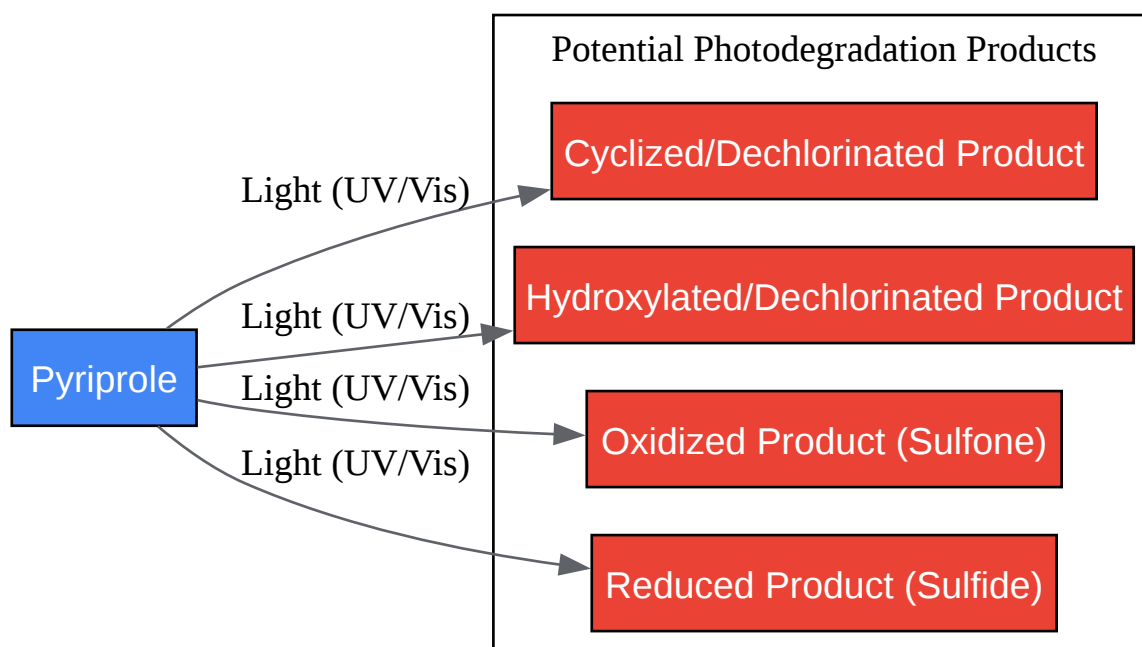 Potential Photodegradation Products
Cyclized/Dechlorinated Product
Light (UV/Vis)
Hydroxylated/Dechlorinated Product
Light (UV/Vis)
Pyriprole
Light (UV/Vis)
Oxidized Product (Sulfone)
Light (UV/Vis)
Reduced Product (Sulfide)